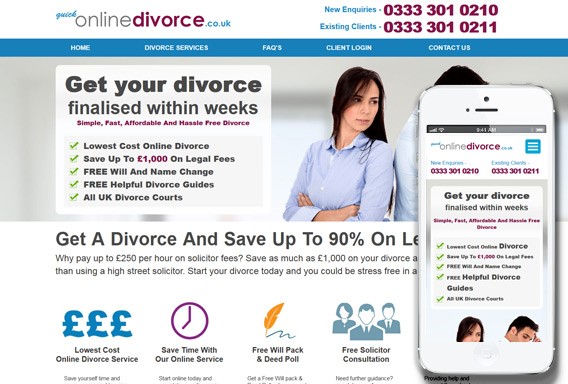 quick onlinedivorce.co.uk
New Enquiries - 0333 301 0210
Existing Clients - 0333 301 0211
HOME DIVORCE SERVICES FAQ'S CLIENT LOGIN CONTACT US
Get your divorce
finalised within weeks
Simple, Fast, Affordable And Hassle Free Divorce
Lowest Cost Online Divorce
Save Up To £1,000 On Legal Fees
FREE Will And Name Change
FREE Helpful Divorce Guides
All UK Divorce Courts
Get A Divorce And Save Up To 90% On Le
Why pay up to £250 per hour on solicitor fees? Save as much as £1,000 on your divorce a
than using a high street solicitor. Start your divorce today and you could be stress free in a
£££
Lowest Cost
Online Divorce Service
Save yourself time and
Save Time With
Our Online Service
Free Will Pack
& Deed Poll
Get a Free Will pack &
Free Solicitor
Consultation
Need further guidance?
9:41 AM
quick onlinedivorce.co.uk
New Enquiries - Existing Clients -
0333 301 0210 0333 301 0211
Get your divorce
finalised within weeks
Simple, Fast, Affordable And Hassle Free
Divorce
Lowest Cost Online Divorce
Save Up To £1,000 On Legal Fees
FREE Will And Name Change
FREE Helpful Divorce
Guides
All UK Divorce Courts
Providing help and